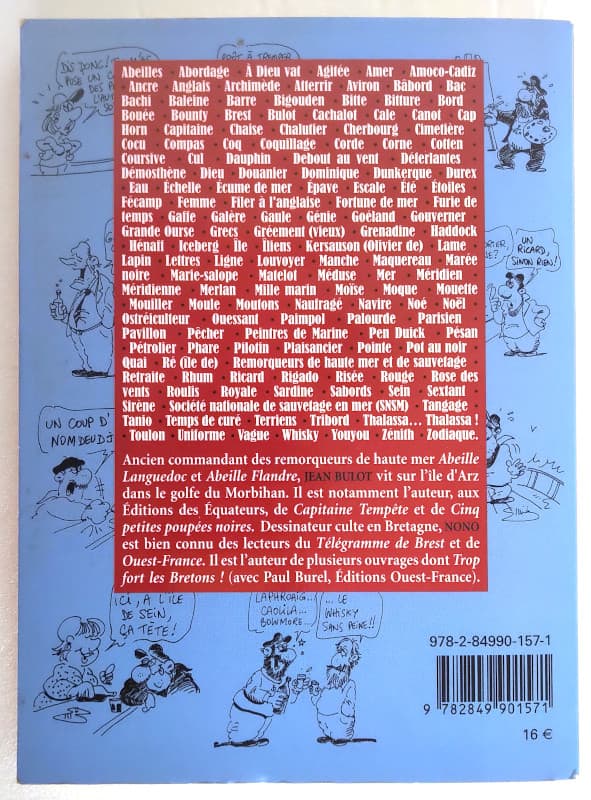 DIS DONC!
POSE UN C
DES P
L'AUT
SO
PORT À TREMPER
Abeilles • Abordage • À Dieu vat • Agitée • Amer • Amoco-Cadiz
• Ancre • Anglais • Archimède • Atterrir • Aviron • Bâbord • Bac •
Bachi • Baleine • Barre • Bigouden • Bitte • Bitture • Bord •
Bouée • Bounty • Brest • Bulot • Cachalot • Cale • Canot • Cap
Horn • Capitaine • Chaise • Chalutier • Cherbourg • Cimetière •
Cocu • Compas • Coq • Coquillage • Corde • Corne • Cotten •
Coursive • Cul • Dauphin • Debout au vent • Déferlantes •
Démosthène • Dieu • Douanier • Dominique • Dunkerque • Durex
• Eau • Échelle • Écume de mer • Épave • Escale • Été • Étoiles •
Fécamp • Femme • Filer à l'anglaise • Fortune de mer • Furie de
temps • Gaffe • Galère • Gaule • Génie • Goéland • Gouverner •
Grande Ourse • Grecs • Gréement (vieux) • Grenadine • Haddock
• Hénaff • Iceberg • Île • Îliens • Kersauson (Olivier de) • Lame •
Lapin • Lettres • Ligne • Louvoyer • Manche • Maquereau • Marée
noire • Marie-salope • Matelot • Méduse • Mer • Méridien •
Méridienne • Merlan • Mille marin • Moïse • Moque • Mouette •
Mouiller • Moule • Moutons • Naufragé • Navire • Noé • Noël •
Ostréiculteur • Ouessant • Paimpol • Palourde • Parisien •
Pavillon • Pêcher • Peintres de Marine • Pen Duick • Pésan
• Pétrolier • Phare • Pilotin • Plaisancier • Pointe • Pot au noir •
Quai • Ré (île de) • Remorqueurs de haute mer et de sauvetage •
Retraite • Rhum • Ricard • Rigado • Risée • Rouge • Rose des
vents • Roulis • Royale • Sardine • Sabords • Sein • Sextant •
Sirène • Société nationale de sauvetage en mer (SNSM) • Tangage •
Tanio • Temps de curé • Terriens • Tribord • Thalassa... Thalassa !
• Toulon • Uniforme • Vague • Whisky • Youyou • Zénith • Zodiaque.
UN
RICARD,
SINON RIEN!
RTIER,
SE?
UN COUP D'
NOMDEUDJ
Ancien commandant des remorqueurs de haute mer Abeille
Languedoc et Abeille Flandre, JEAN BULOT vit sur l'île d'Arz
dans le golfe du Morbihan. Il est notamment l'auteur, aux
Éditions des Équateurs, de Capitaine Tempête et de Cinq
petites poupées noires. Dessinateur culte en Bretagne, NONO
est bien connu des lecteurs du Télégramme de Brest et de
Ouest-France. Il est l'auteur de plusieurs ouvrages dont Trop
fort les Bretons ! (avec Paul Burel, Éditions Ouest-France).
ICI, À L'ÎLE
DE SEIN,
ÇA TÊTE!
LAPHROAIG...
CAOLILA...
BOWMORE...
... LE
WHISKY
SANS PEINE!!
978-2-84990-157-1
9 782849 901571
16 €